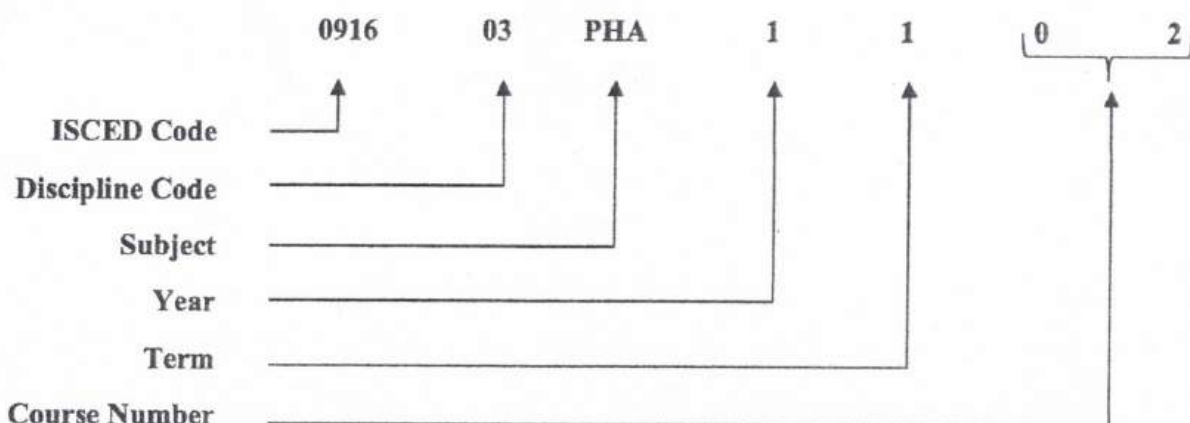 0916 03 PHA 1 1 0 2
ISCED Code
Discipline Code
Subject
Year
Term
Course Number